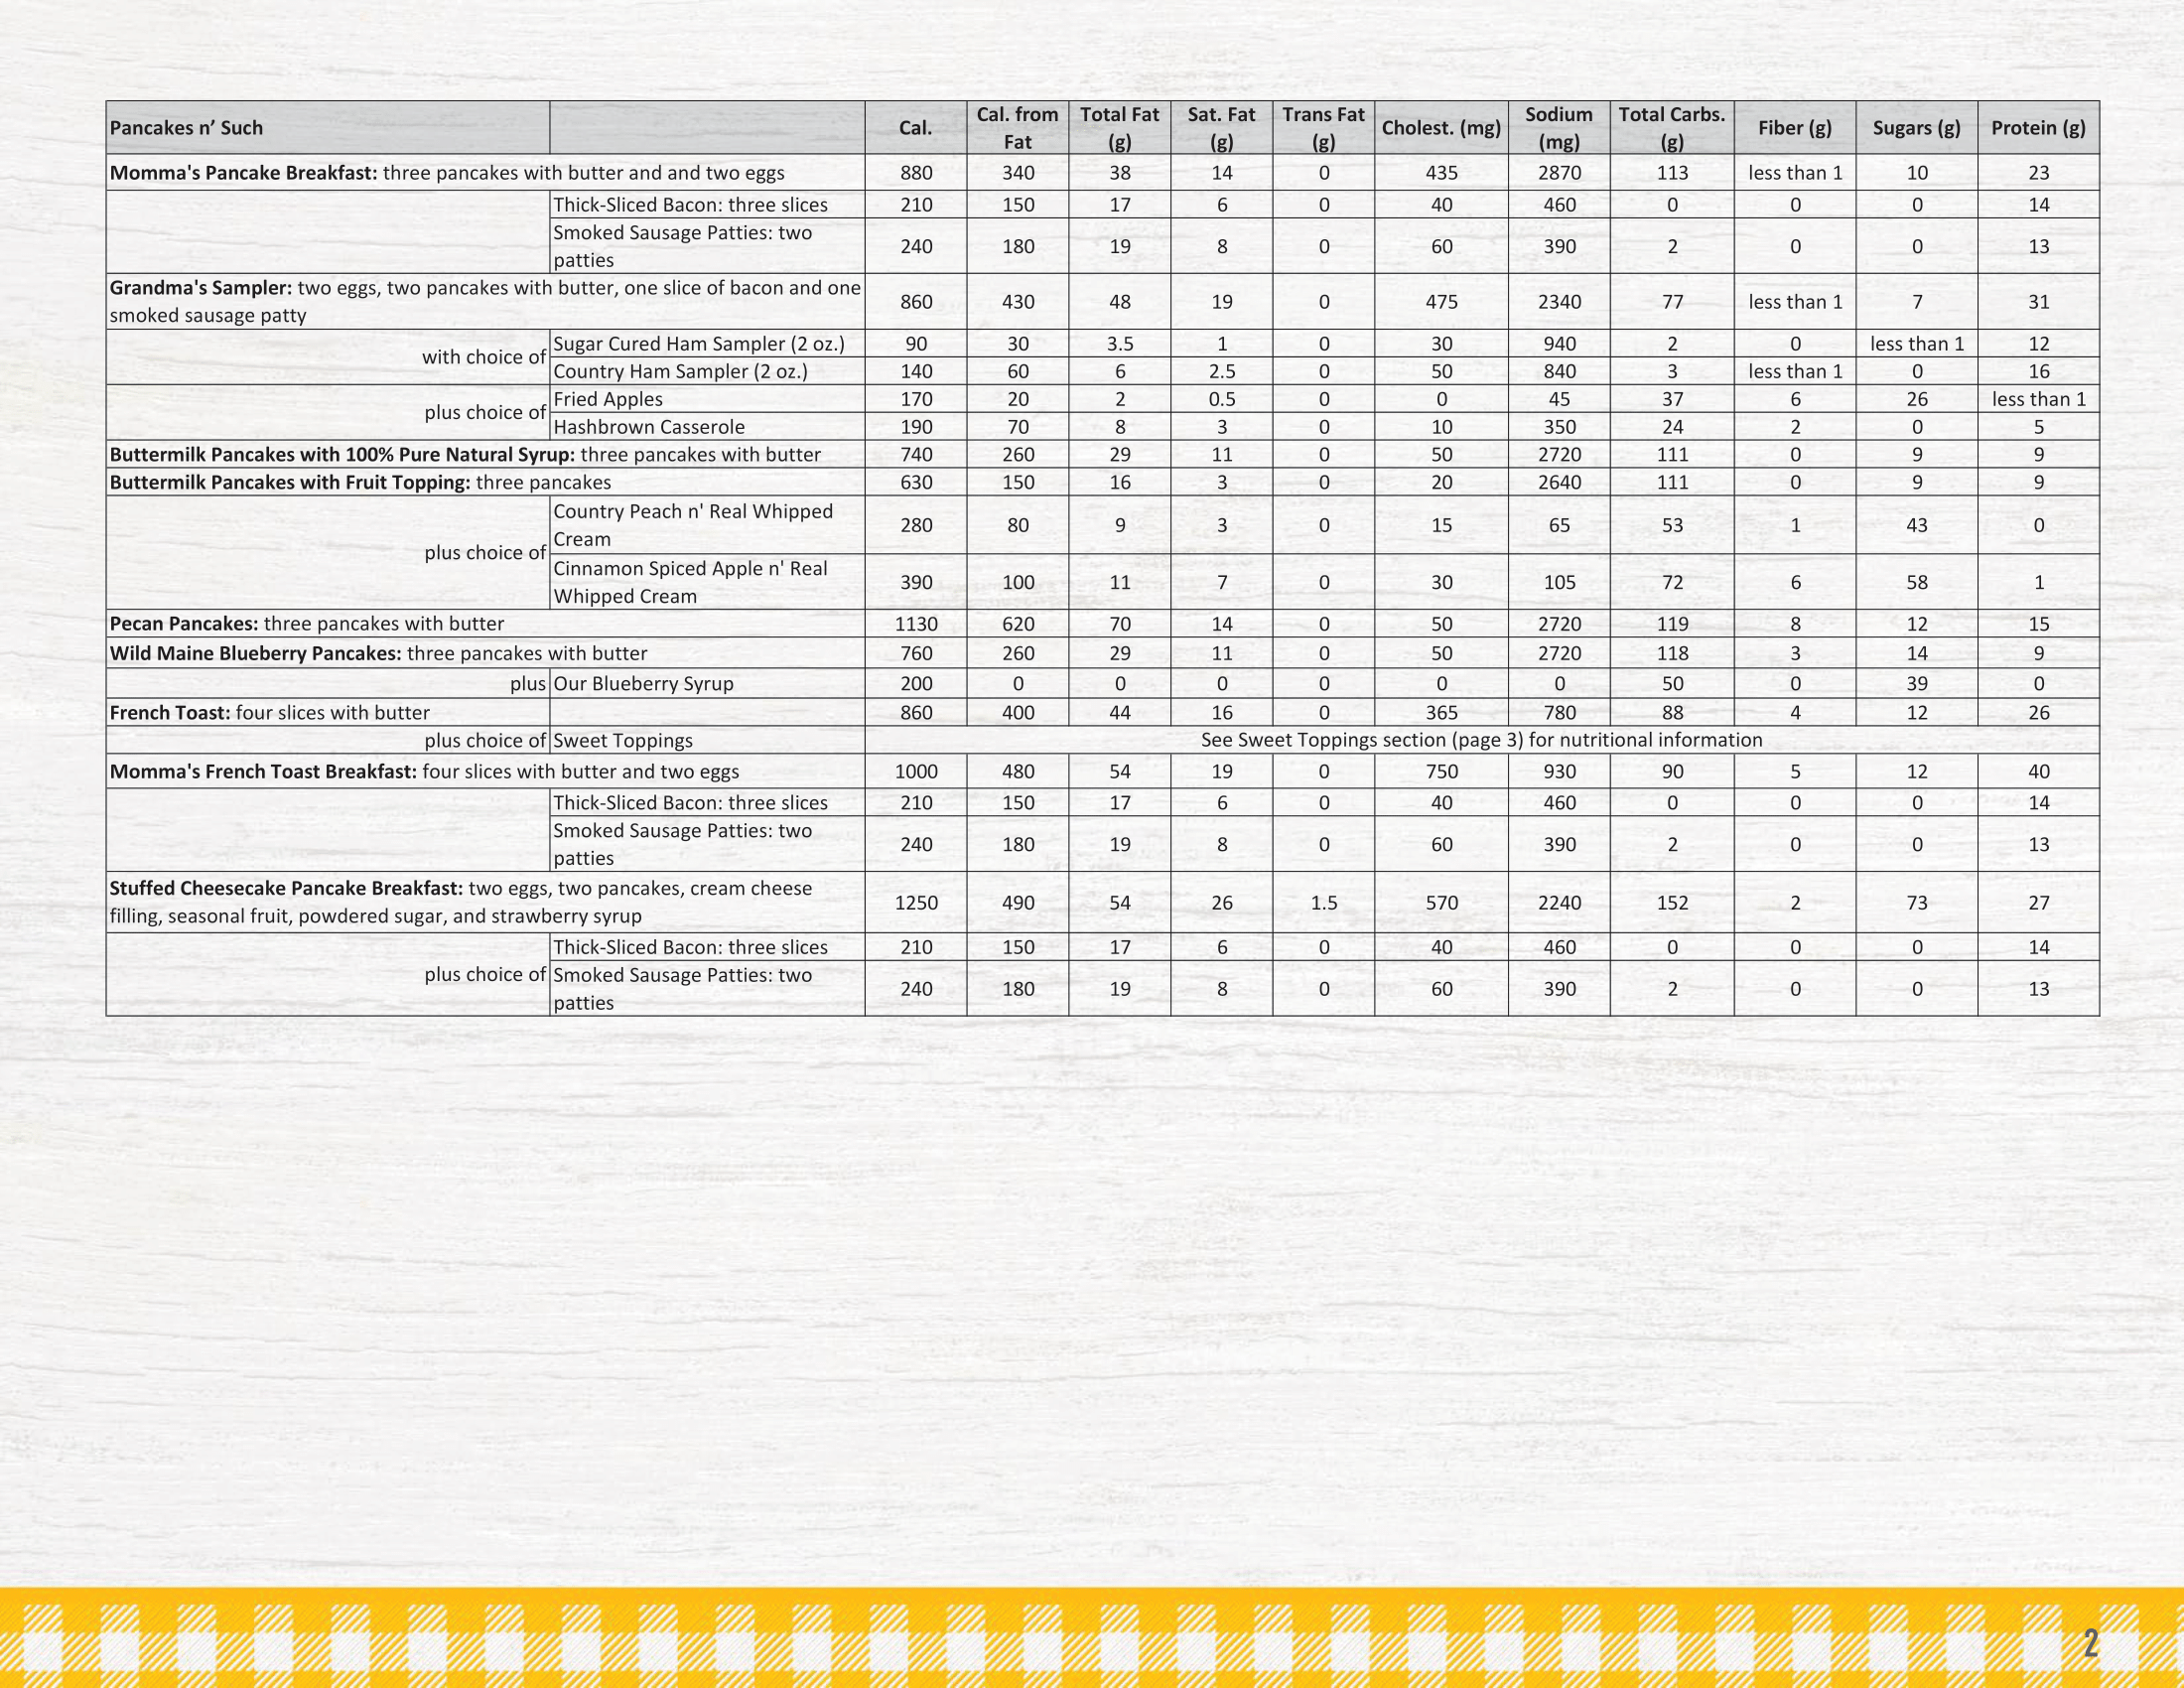 Pancakes n’ Such Cal. Cal. from Fat Total Fat (g) Sat. Fat (g) Trans Fat (g) Cholest. (mg) Sodium (mg) Total Carbs. (g) Fiber (g) Sugars (g) Protein (g)
Momma's Pancake Breakfast: three pancakes with butter and and two eggs 880 340 38 14 0 435 2870 113 less than 1 10 23
Thick-Sliced Bacon: three slices 210 150 17 6 0 40 460 0 0 0 14
Smoked Sausage Patties: two patties 240 180 19 8 0 60 390 2 0 0 13
Grandma's Sampler: two eggs, two pancakes with butter, one slice of bacon and one smoked sausage patty 860 430 48 19 0 475 2340 77 less than 1 7 31
with choice of Sugar Cured Ham Sampler (2 oz.) 90 30 3.5 1 0 30 940 2 0 less than 1 12
Country Ham Sampler (2 oz.) 140 60 6 2.5 0 50 840 3 less than 1 0 16
plus choice of Fried Apples 170 20 2 0.5 0 0 45 37 6 26 less than 1
Hashbrown Casserole 190 70 8 3 0 10 350 24 2 0 5
Buttermilk Pancakes with 100% Pure Natural Syrup: three pancakes with butter 740 260 29 11 0 50 2720 111 0 9 9
Buttermilk Pancakes with Fruit Topping: three pancakes 630 150 16 3 0 20 2640 111 0 9 9
plus choice of Country Peach n' Real Whipped Cream 280 80 9 3 0 15 65 53 1 43 0
Cinnamon Spiced Apple n' Real Whipped Cream 390 100 11 7 0 30 105 72 6 58 1
Pecan Pancakes: three pancakes with butter 1130 620 70 14 0 50 2720 119 8 12 15
Wild Maine Blueberry Pancakes: three pancakes with butter 760 260 29 11 0 50 2720 118 3 14 9
plus Our Blueberry Syrup 200 0 0 0 0 0 0 50 0 39 0
French Toast: four slices with butter 860 400 44 16 0 365 780 88 4 12 26
plus choice of Sweet Toppings See Sweet Toppings section (page 3) for nutritional information
Momma's French Toast Breakfast: four slices with butter and two eggs 1000 480 54 19 0 750 930 90 5 12 40
Thick-Sliced Bacon: three slices 210 150 17 6 0 40 460 0 0 0 14
Smoked Sausage Patties: two patties 240 180 19 8 0 60 390 2 0 0 13
Stuffed Cheesecake Pancake Breakfast: two eggs, two pancakes, cream cheese filling, seasonal fruit, powdered sugar, and strawberry syrup 1250 490 54 26 1.5 570 2240 152 2 73 27
plus choice of Thick-Sliced Bacon: three slices 210 150 17 6 0 40 460 0 0 0 14
Smoked Sausage Patties: two patties 240 180 19 8 0 60 390 2 0 0 13
2